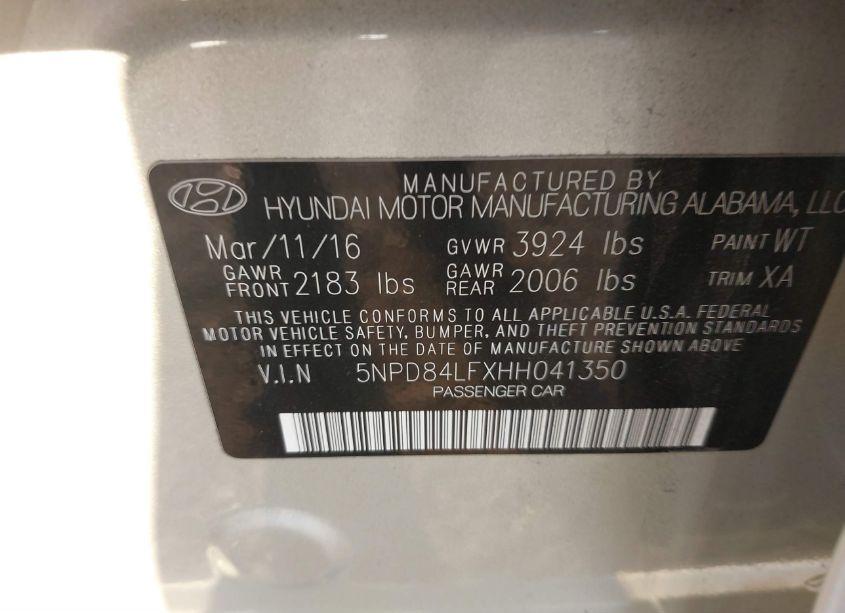 MANUFACTURED BY
HYUNDAI MOTOR MANUFACTURING ALABAMA, LLC
Mar/11/16 GVWR 3924 lbs PAINT WT
GAWR FRONT 2183 lbs GAWR REAR 2006 lbs TRIM XA
THIS VEHICLE CONFORMS TO ALL APPLICABLE U.S.A. FEDERAL
MOTOR VEHICLE SAFETY, BUMPER, AND THEFT PREVENTION STANDARDS
IN EFFECT ON THE DATE OF MANUFACTURE SHOWN ABOVE
V.I.N 5NPD84LFXHH041350
PASSENGER CAR